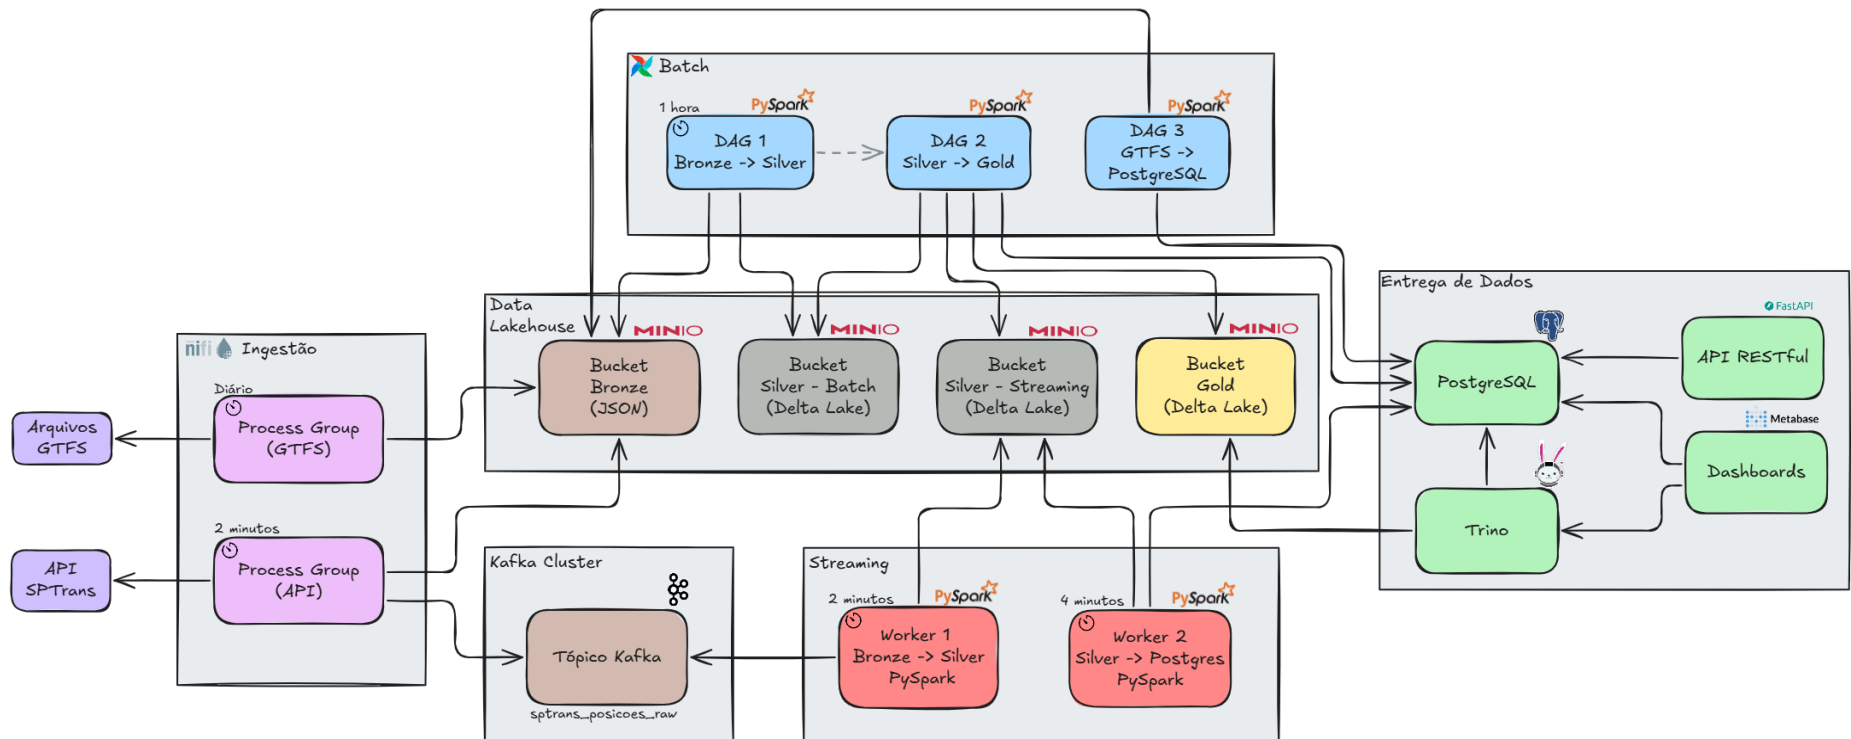 Batch
1 hora
PySpark
DAG 1
Bronze -> Silver
PySpark
DAG 2
Silver -> Gold
PySpark
DAG 3
GTFS ->
PostgreSQL
Data
Lakehouse
MINIO
Bucket
Bronze
(JSON)
MINIO
Bucket
Silver - Batch
(Delta Lake)
MINIO
Bucket
Silver - Streaming
(Delta Lake)
MINIO
Bucket
Gold
(Delta Lake)
nifi
Ingestão
Diário
Process Group
(GTFS)
2 minutos
Process Group
(API)
Arquivos
GTFS
API
SPTrans
Kafka Cluster
Tópico Kafka
sptrans_posicoes_raw
Streaming
2 minutos
PySpark
Worker 1
Bronze -> Silver
PySpark
4 minutos
PySpark
Worker 2
Silver -> Postgres
PySpark
Entrega de Dados
PostgreSQL
FastAPI
API RESTful
Metabase
Dashboards
Trino